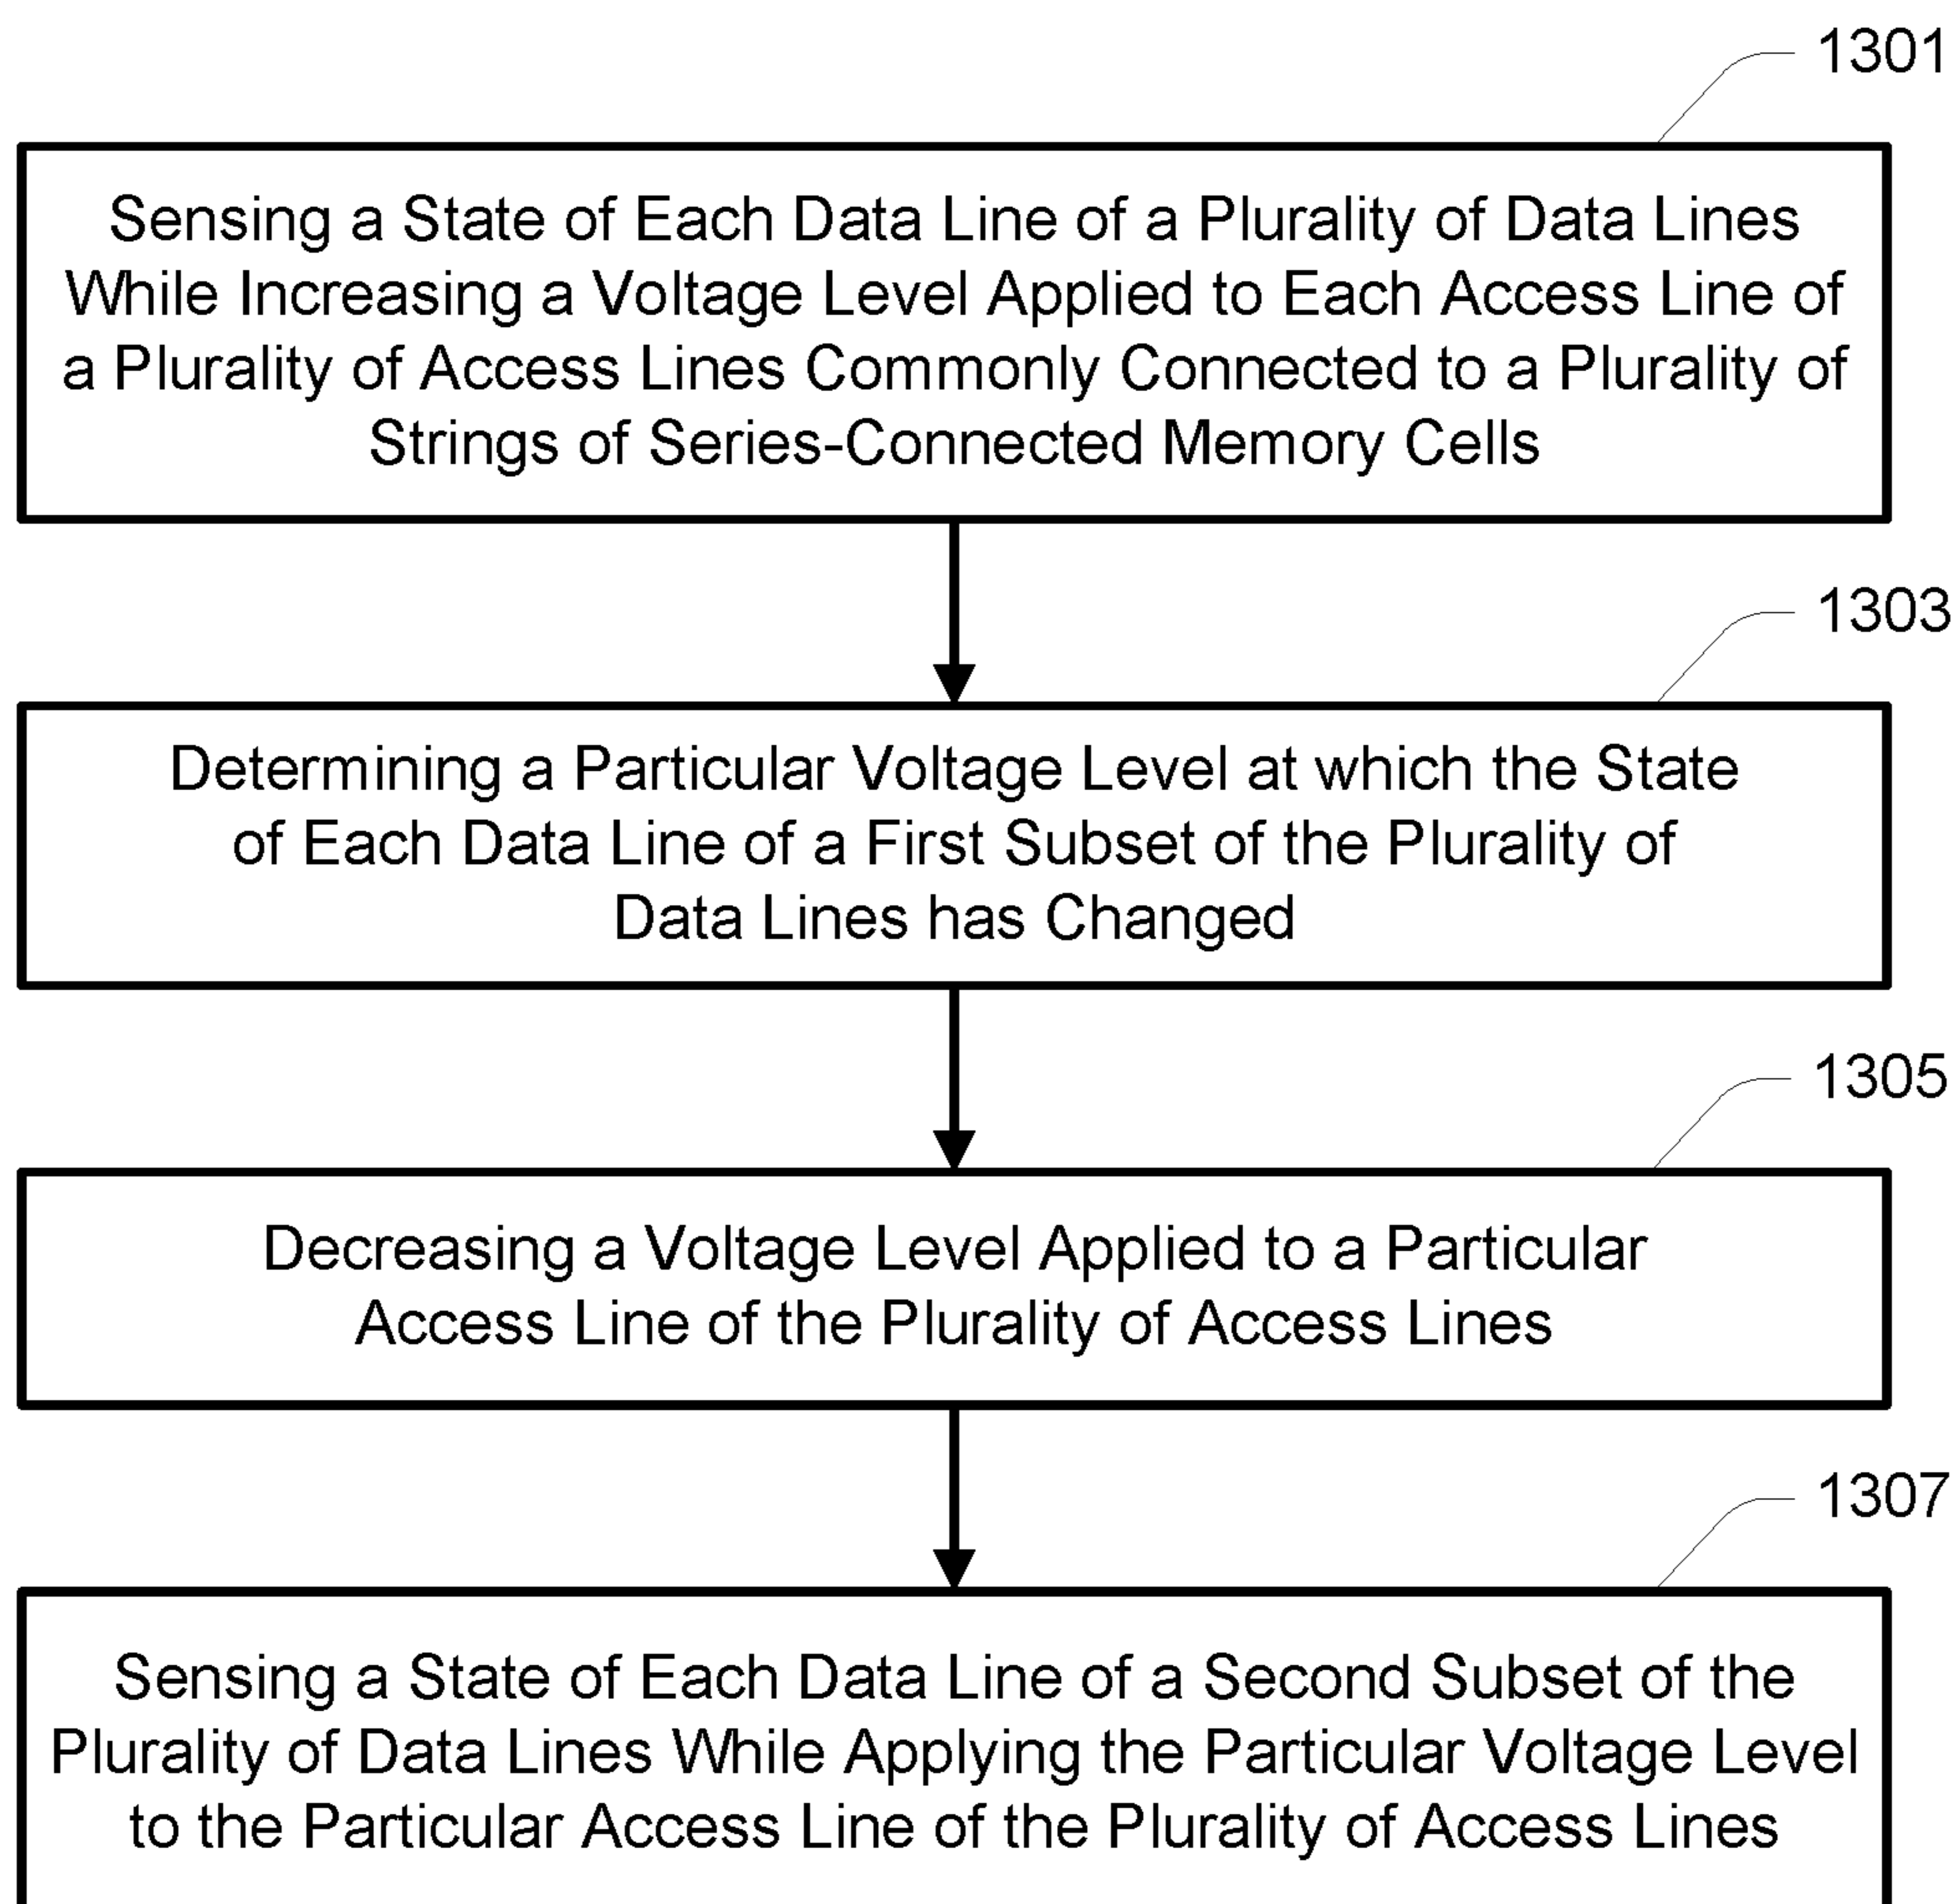 1301
Sensing a State of Each Data Line of a Plurality of Data Lines
While Increasing a Voltage Level Applied to Each Access Line of
a Plurality of Access Lines Commonly Connected to a Plurality of
Strings of Series-Connected Memory Cells
1303
Determining a Particular Voltage Level at which the State
of Each Data Line of a First Subset of the Plurality of
Data Lines has Changed
1305
Decreasing a Voltage Level Applied to a Particular
Access Line of the Plurality of Access Lines
1307
Sensing a State of Each Data Line of a Second Subset of the
Plurality of Data Lines While Applying the Particular Voltage Level
to the Particular Access Line of the Plurality of Access Lines